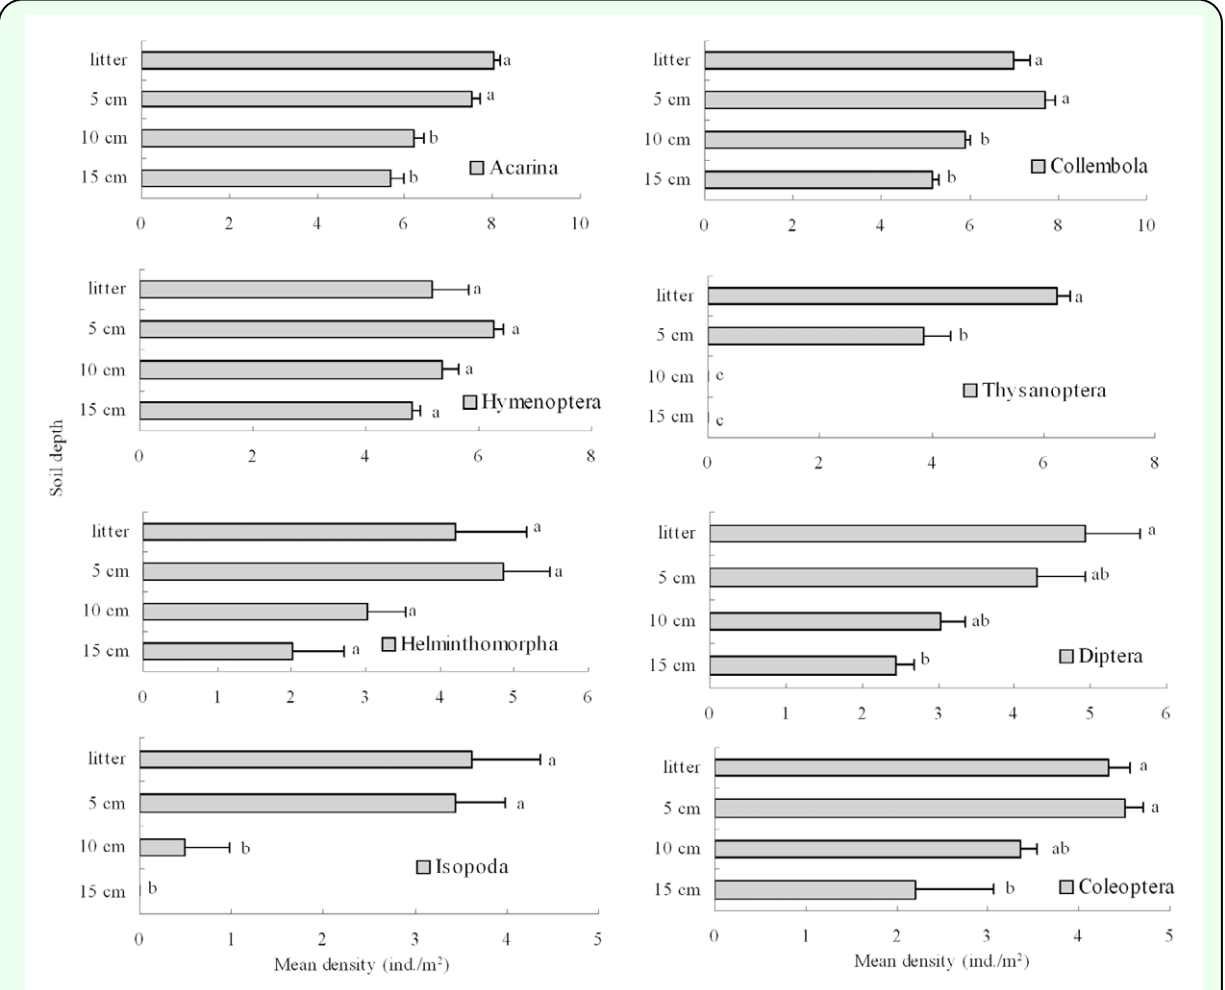 litter
a
5 cm
a
10 cm
b
15 cm
b
Acarina
0 2 4 6 8 10
litter
a
5 cm
a
10 cm
b
15 cm
b
Collembola
0 2 4 6 8 10
litter
a
5 cm
a
10 cm
a
15 cm
a
Hymenoptera
0 2 4 6 8
litter
a
5 cm
b
10 cm
c
15 cm
c
Thysanoptera
0 2 4 6 8
Soil depth
litter
a
5 cm
a
10 cm
a
15 cm
a
Helminthomorpha
0 1 2 3 4 5 6
litter
a
5 cm
ab
10 cm
ab
15 cm
b
Diptera
0 1 2 3 4 5 6
litter
a
5 cm
a
10 cm
b
15 cm
b
Isopoda
0 1 2 3 4 5
Mean density (ind./m²)
litter
a
5 cm
a
10 cm
ab
15 cm
b
Coleoptera
0 1 2 3 4 5
Mean density (ind./m²)